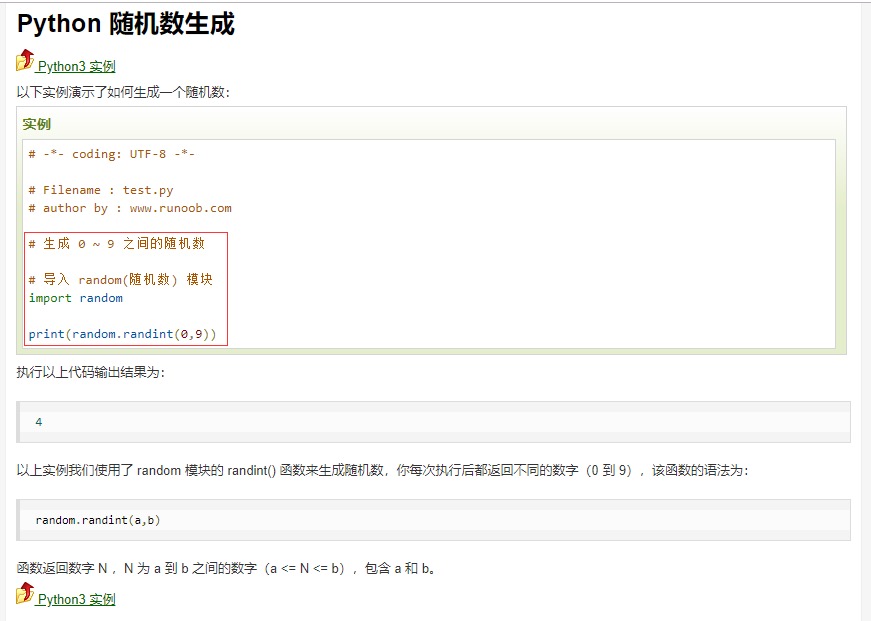 Python 随机数生成
Python3 实例
以下实例演示了如何生成一个随机数：
实例
# -*- coding: UTF-8 -*-
# Filename : test.py
# author by : www.runoob.com
# 生成 0 ~ 9 之间的随机数
# 导入 random(随机数) 模块
import random
print(random.randint(0,9))
执行以上代码输出结果为：
4
以上实例我们使用了 random 模块的 randint() 函数来生成随机数，你每次执行后都返回不同的数字（0 到 9），该函数的语法为：
random.randint(a,b)
函数返回数字 N ，N 为 a 到 b 之间的数字（a <= N <= b），包含 a 和 b。
Python3 实例